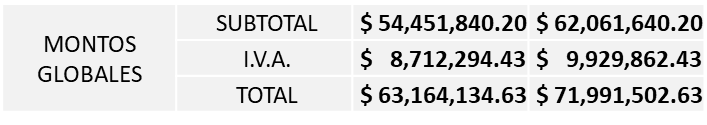 MONTOS GLOBALES
SUBTOTAL $ 54,451,840.20 $ 62,061,640.20
I.V.A. $ 8,712,294.43 $ 9,929,862.43
TOTAL $ 63,164,134.63 $ 71,991,502.63